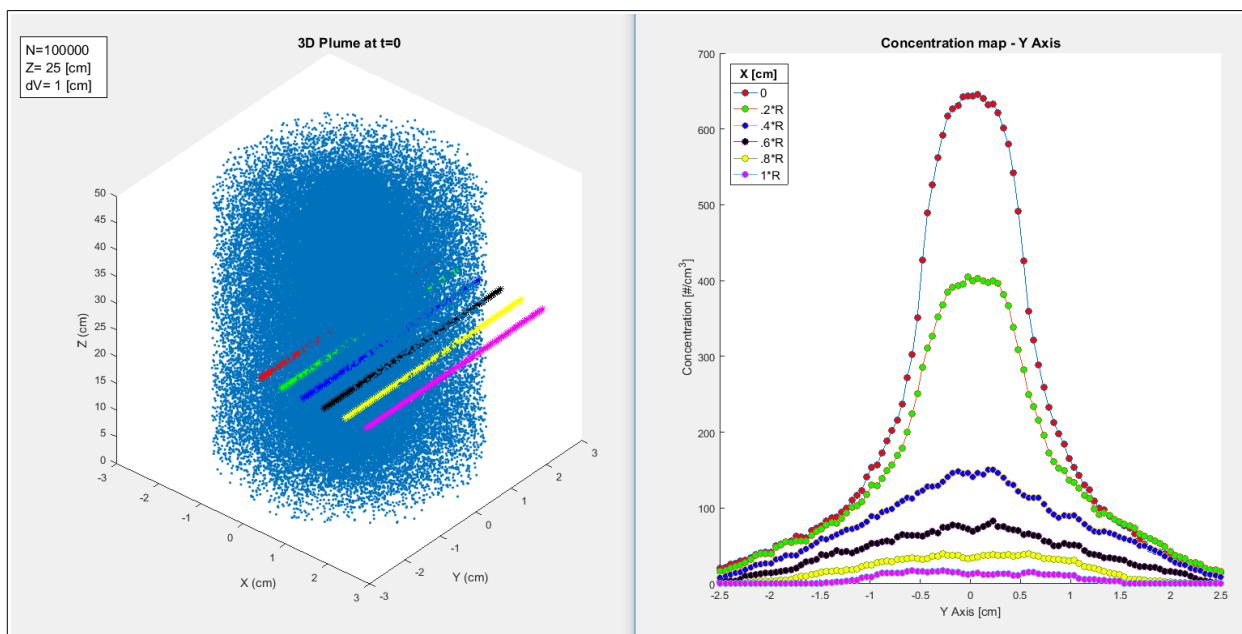 N=100000
Z= 25 [cm]
dV= 1 [cm]
3D Plume at t=0
50
45
40
35
30
25
20
15
10
5
0
Z (cm)
-3
-2
-1
0
1
2
3
X (cm)
-3
-2
-1
0
1
2
3
Y (cm)
Concentration map - Y Axis
X [cm]
0
.2*R
.4*R
.6*R
.8*R
1*R
700
600
500
400
300
200
100
0
Concentration [#/cm³]
-2.5
-2
-1.5
-1
-0.5
0
0.5
1
1.5
2
2.5
Y Axis [cm]